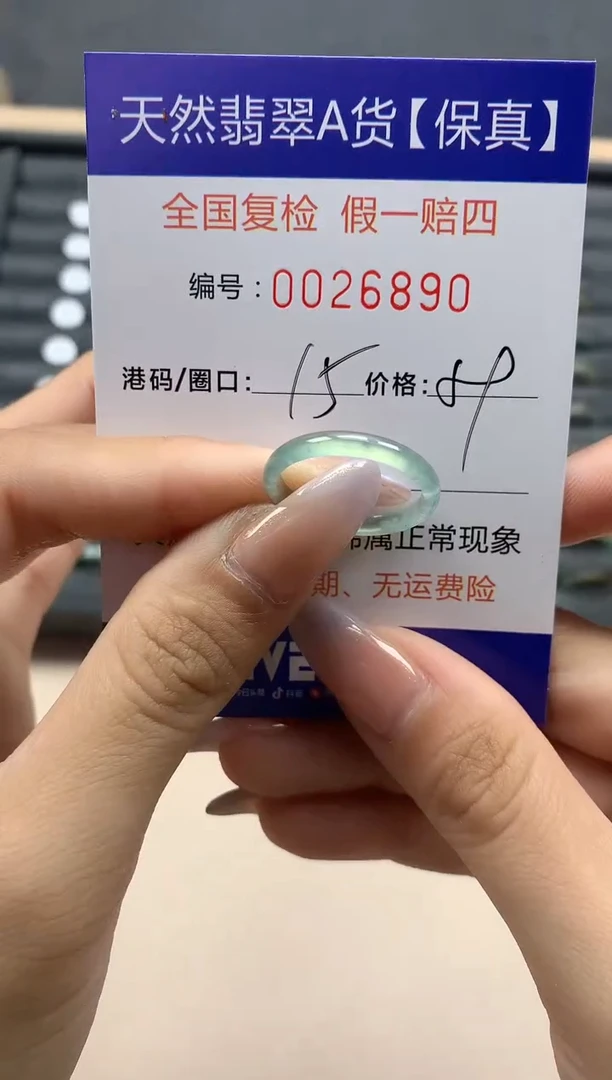 天然翡翠A货【保真】
全国复检 假一赔四
编号:0026890
港码/圈口:15 价格:
属正常现象
期、无运费险